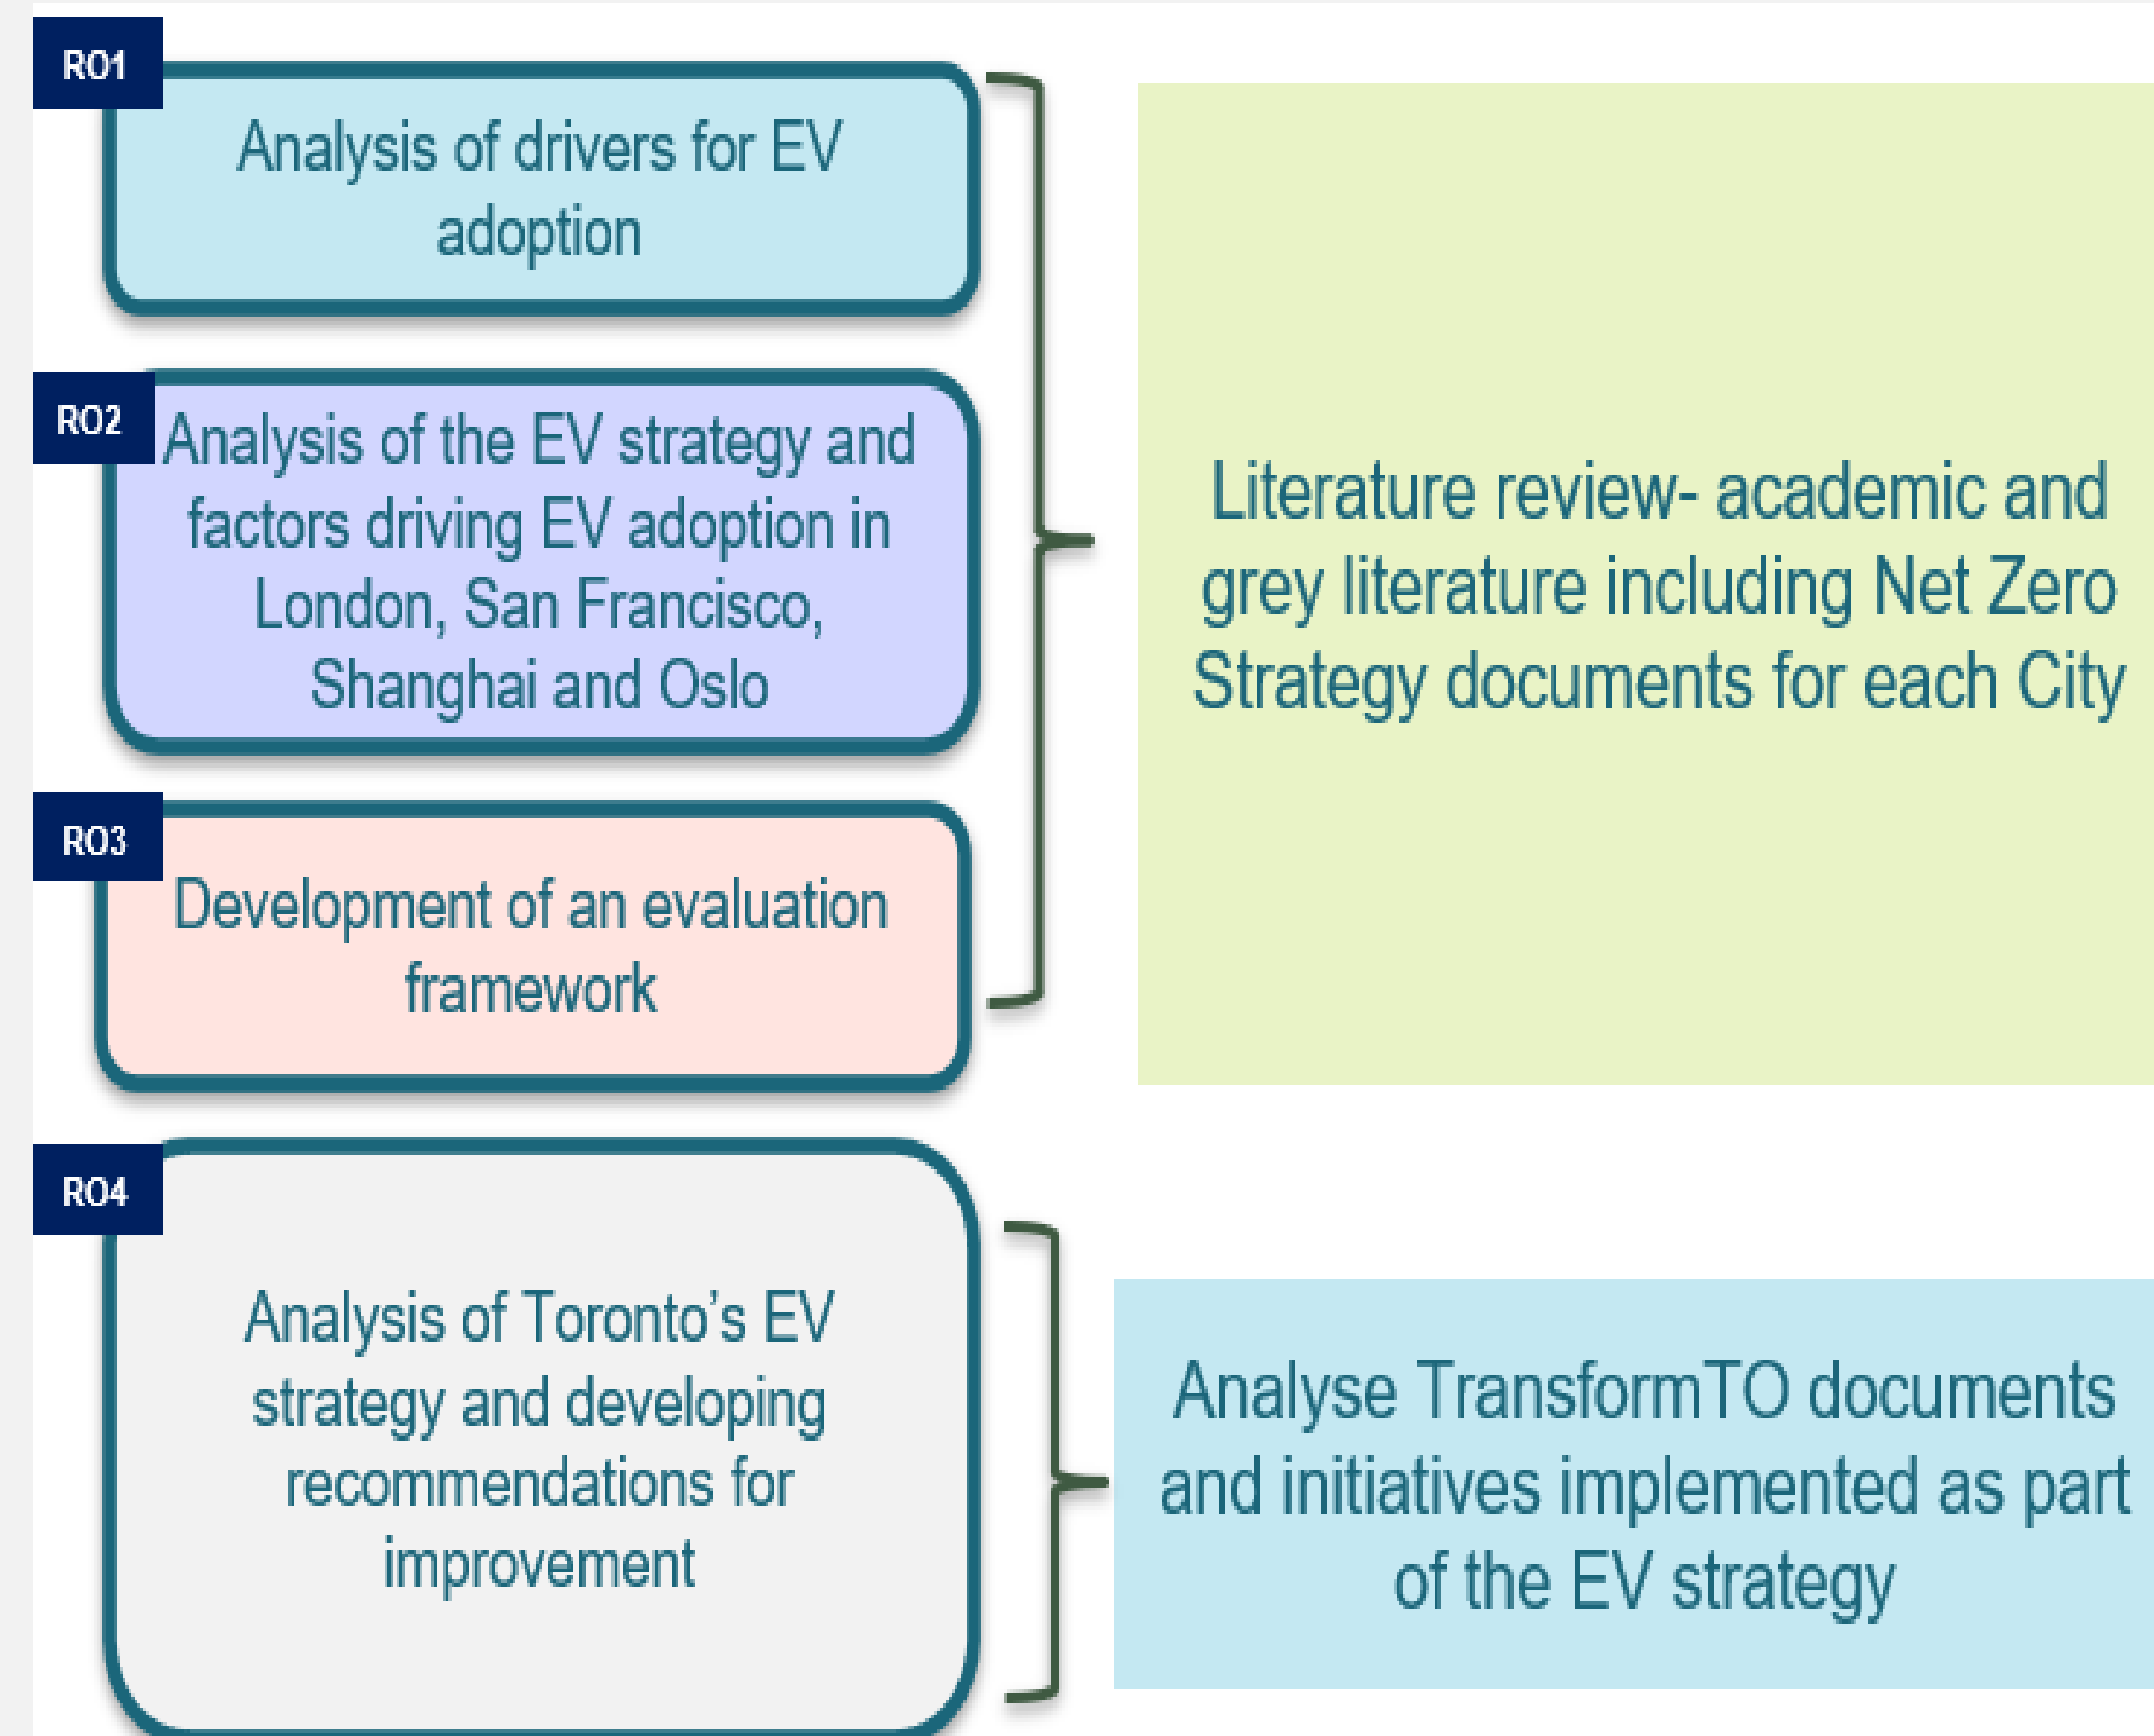 RO1
Analysis of drivers for EV
adoption
RO2
Analysis of the EV strategy and
factors driving EV adoption in
London, San Francisco,
Shanghai and Oslo
RO3
Development of an evaluation
framework
Literature review- academic and
grey literature including Net Zero
Strategy documents for each City
RO4
Analysis of Toronto’s EV
strategy and developing
recommendations for
improvement
Analyse TransformTO documents
and initiatives implemented as part
of the EV strategy